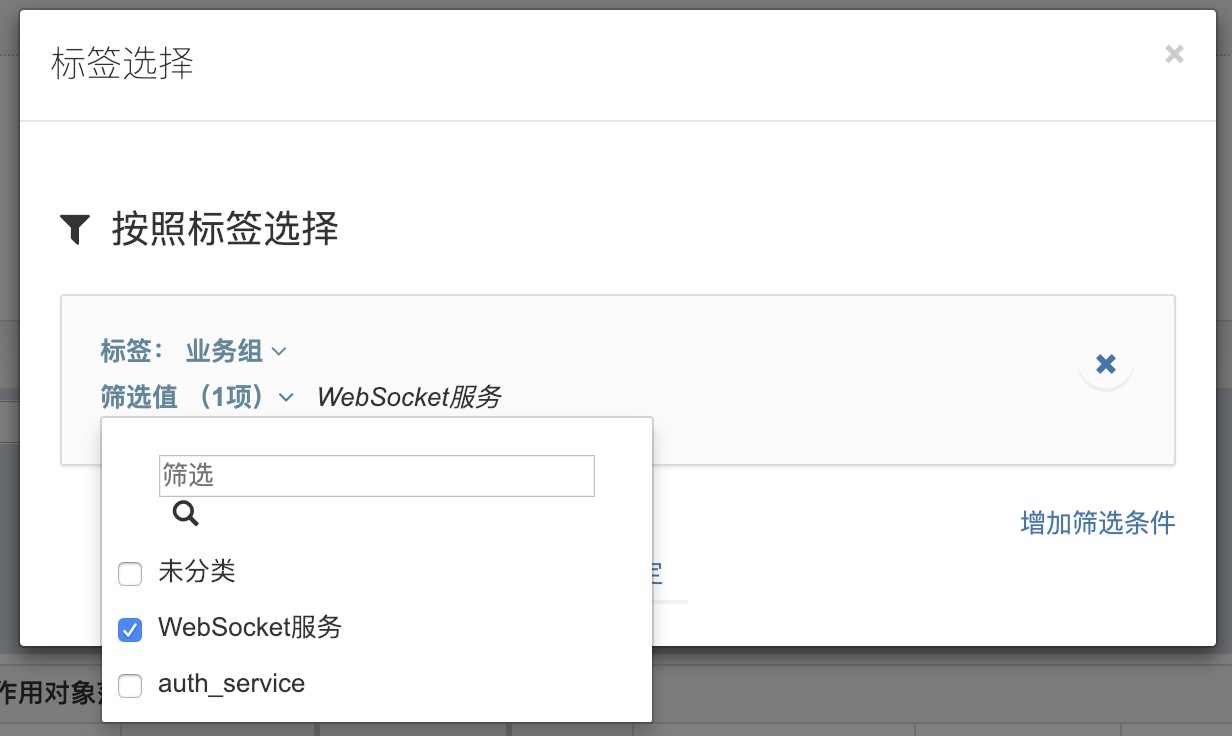 标签选择
按照标签选择
标签： 业务组
筛选值 （1项） WebSocket服务
筛选
增加筛选条件
未分类
WebSocket服务
auth_service
作用对象